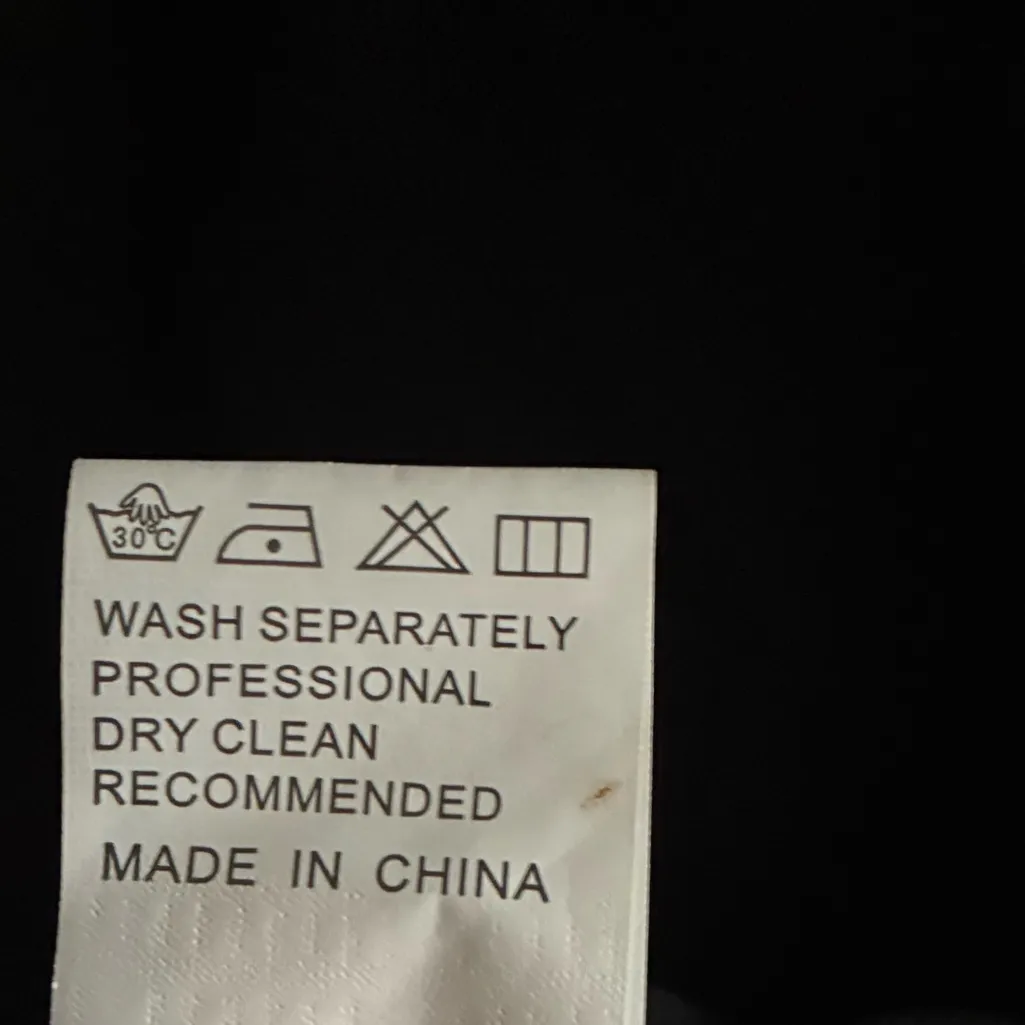 30°C
WASH SEPARATELY
PROFESSIONAL
DRY CLEAN
RECOMMENDED
MADE IN CHINA